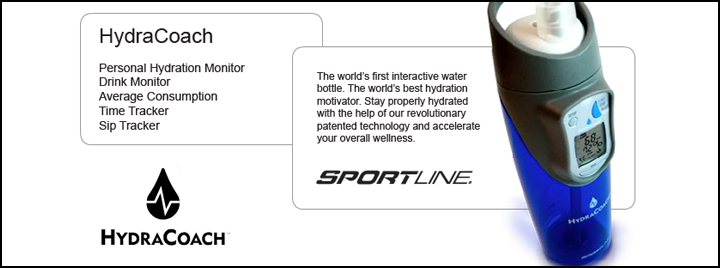 HydraCoach
Personal Hydration Monitor
Drink Monitor
Average Consumption
Time Tracker
Sip Tracker
The world's first interactive water
bottle. The world's best hydration
motivator. Stay properly hydrated
with the help of our revolutionary
patented technology and accelerate
your overall wellness.
SPORTLINE.
HYDRACOACH™
HYDRACOACH